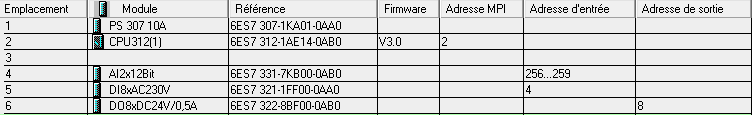 Emplacement Module Référence Firmware Adresse MPI Adresse d'entrée Adresse de sortie
1 PS 307 10A 6ES7 307-1KA01-0AA0
2 CPU312(1) 6ES7 312-1AE14-0AB0 V3.0 2
3
4 AI2x12Bit 6ES7 331-7KB00-0AB0 256...259
5 DI8xAC230V 6ES7 321-1FF00-0AA0 4
6 DO8xDC24V/0,5A 6ES7 322-8BF00-0AB0 8